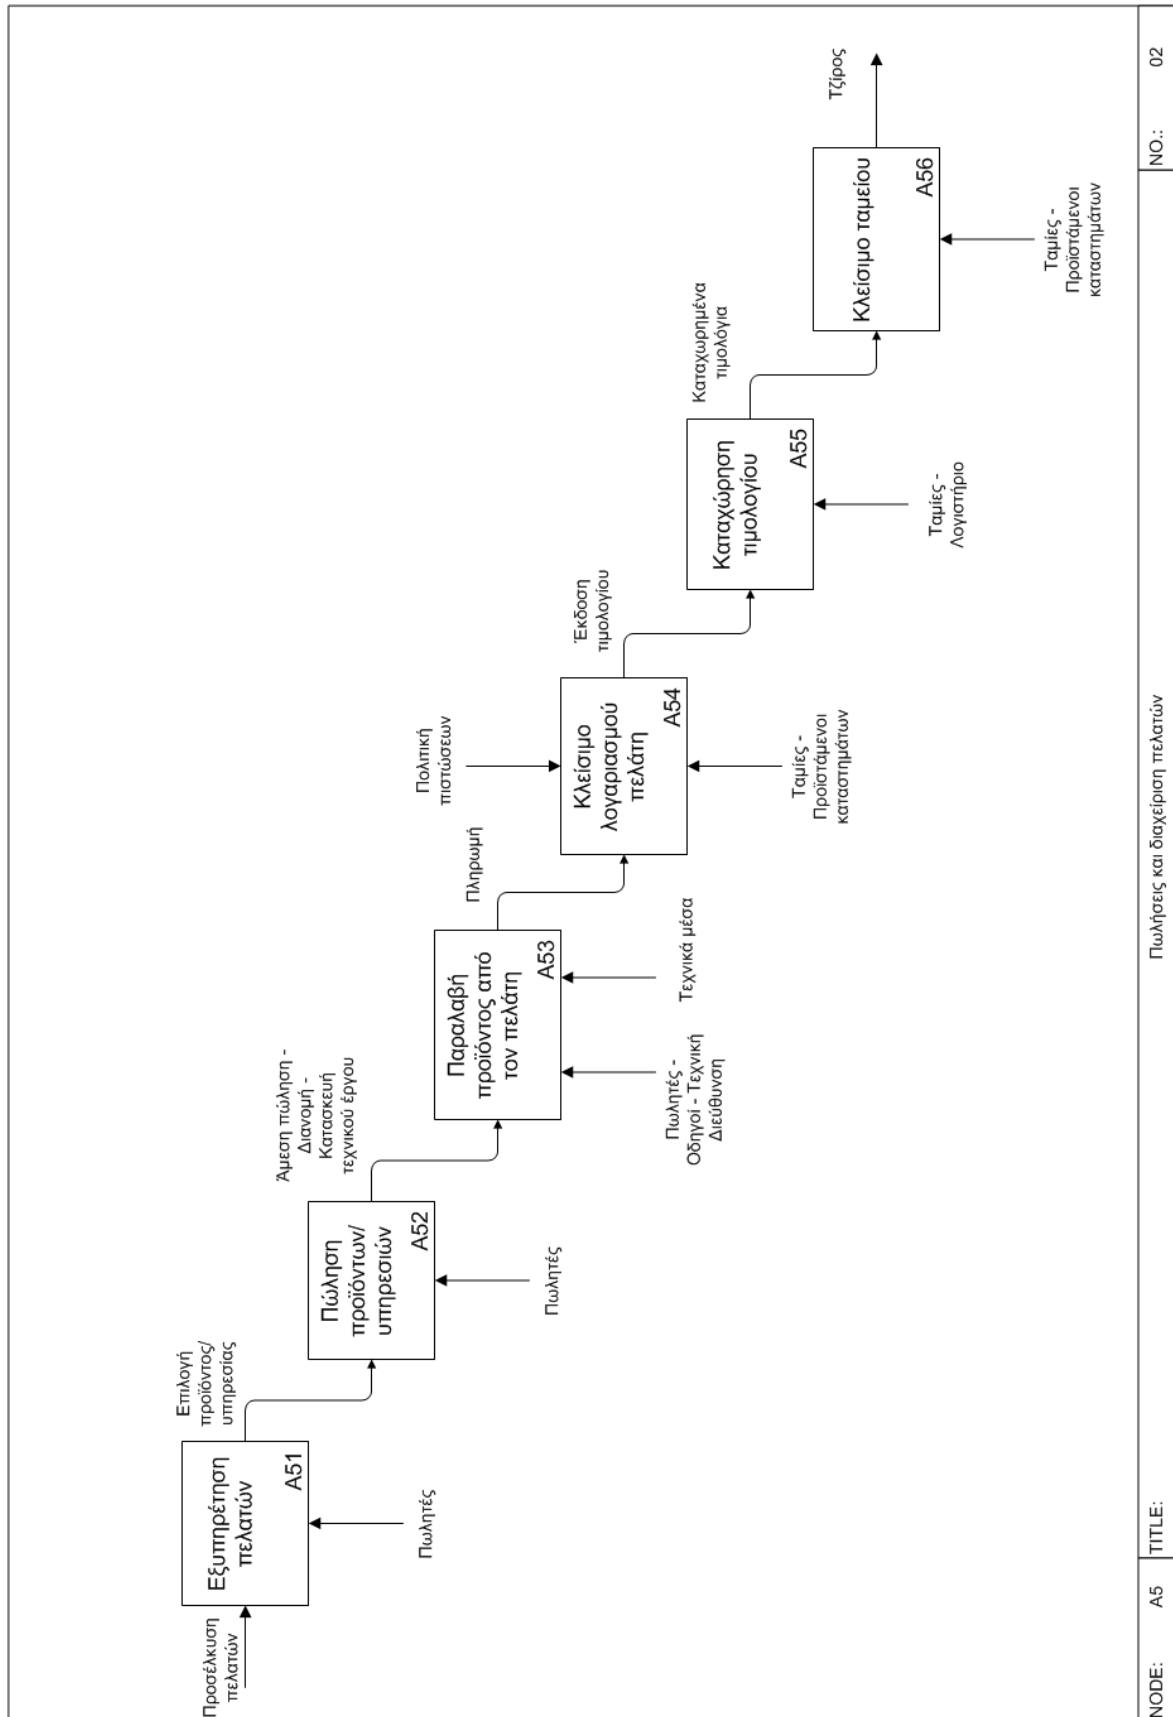 Προσέλκυση
πελατών
Εξυπηρέτηση
πελατών
A51
Πωλητές
Επιλογή
προϊόντος/
υπηρεσίας
Πώληση
προϊόντων/
υπηρεσιών
A52
Πωλητές
Άμεση πώληση -
Διανομή -
Κατασκευή
τεχνικού έργου
Παραλαβή
προϊόντος από
τον πελάτη
A53
Πωλητές -
Οδηγοί - Τεχνική
Διεύθυνση
Τεχνικά μέσα
Πληρωμή
Πολιτική
πιστώσεων
Κλείσιμο
λογαριασμού
πελάτη
A54
Ταμίες -
Προϊστάμενοι
καταστημάτων
Έκδοση
τιμολογίου
Καταχώρηση
τιμολογίου
A55
Ταμίες -
Λογιστήριο
Καταχωρημένα
τιμολόγια
Κλείσιμο ταμείου
A56
Ταμίες -
Προϊστάμενοι
καταστημάτων
Τζίρος
NODE: A5
TITLE: Πωλήσεις και διαχείριση πελατών
NO.: 02